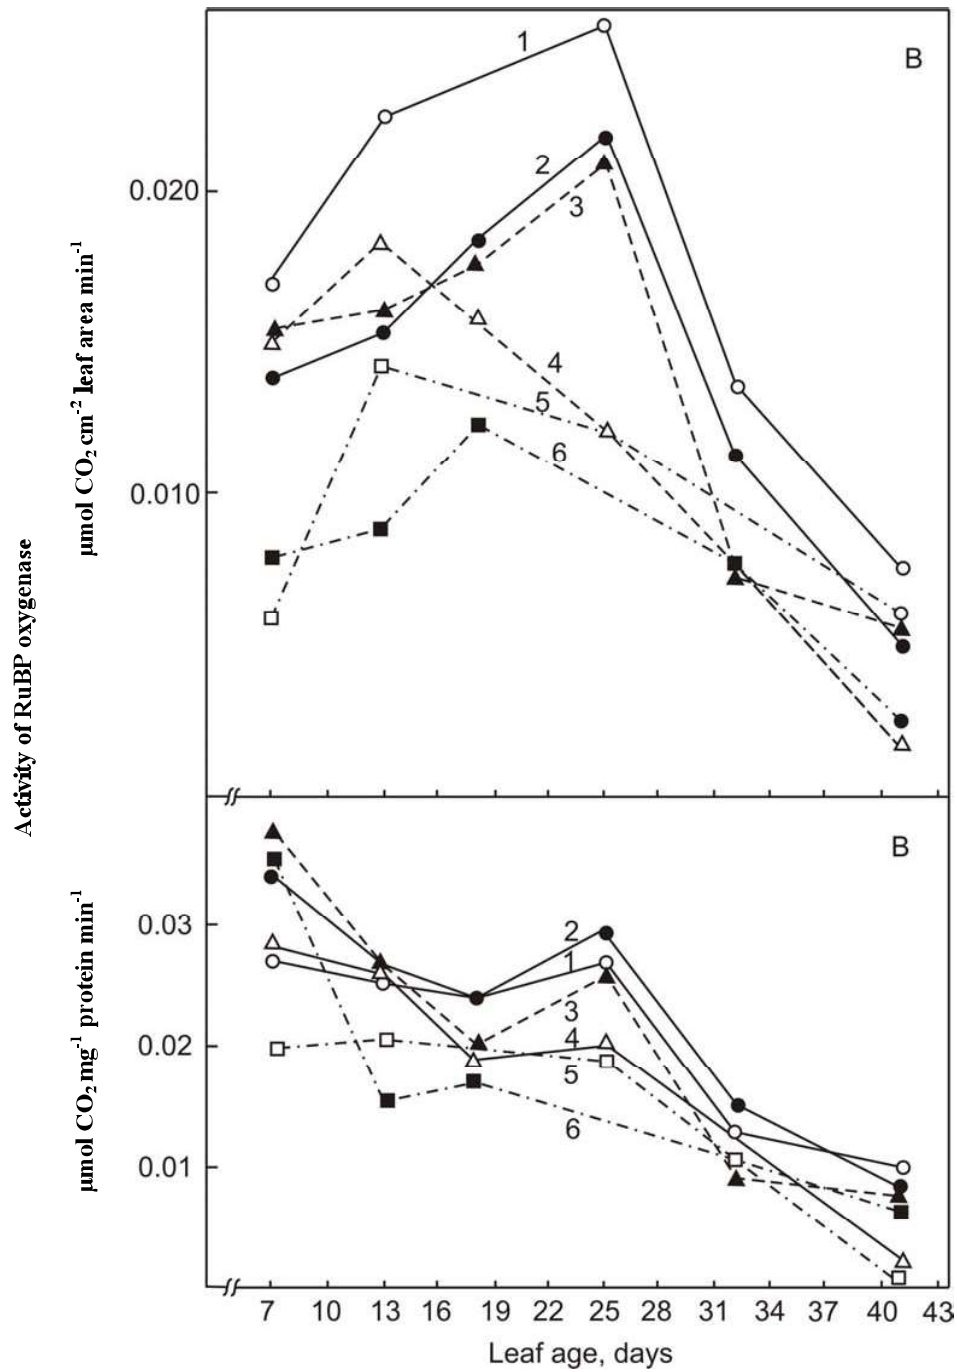 Activity of RuBP oxygenase
µmol CO₂ cm⁻² leaf area min⁻¹
B
1
0.020
2
3
4
5
6
0.010
µmol CO₂ mg⁻¹ protein min⁻¹
B
0.03
2
1
3
0.02
4
5
6
0.01
7 10 13 16 19 22 25 28 31 34 37 40 43
Leaf age, days